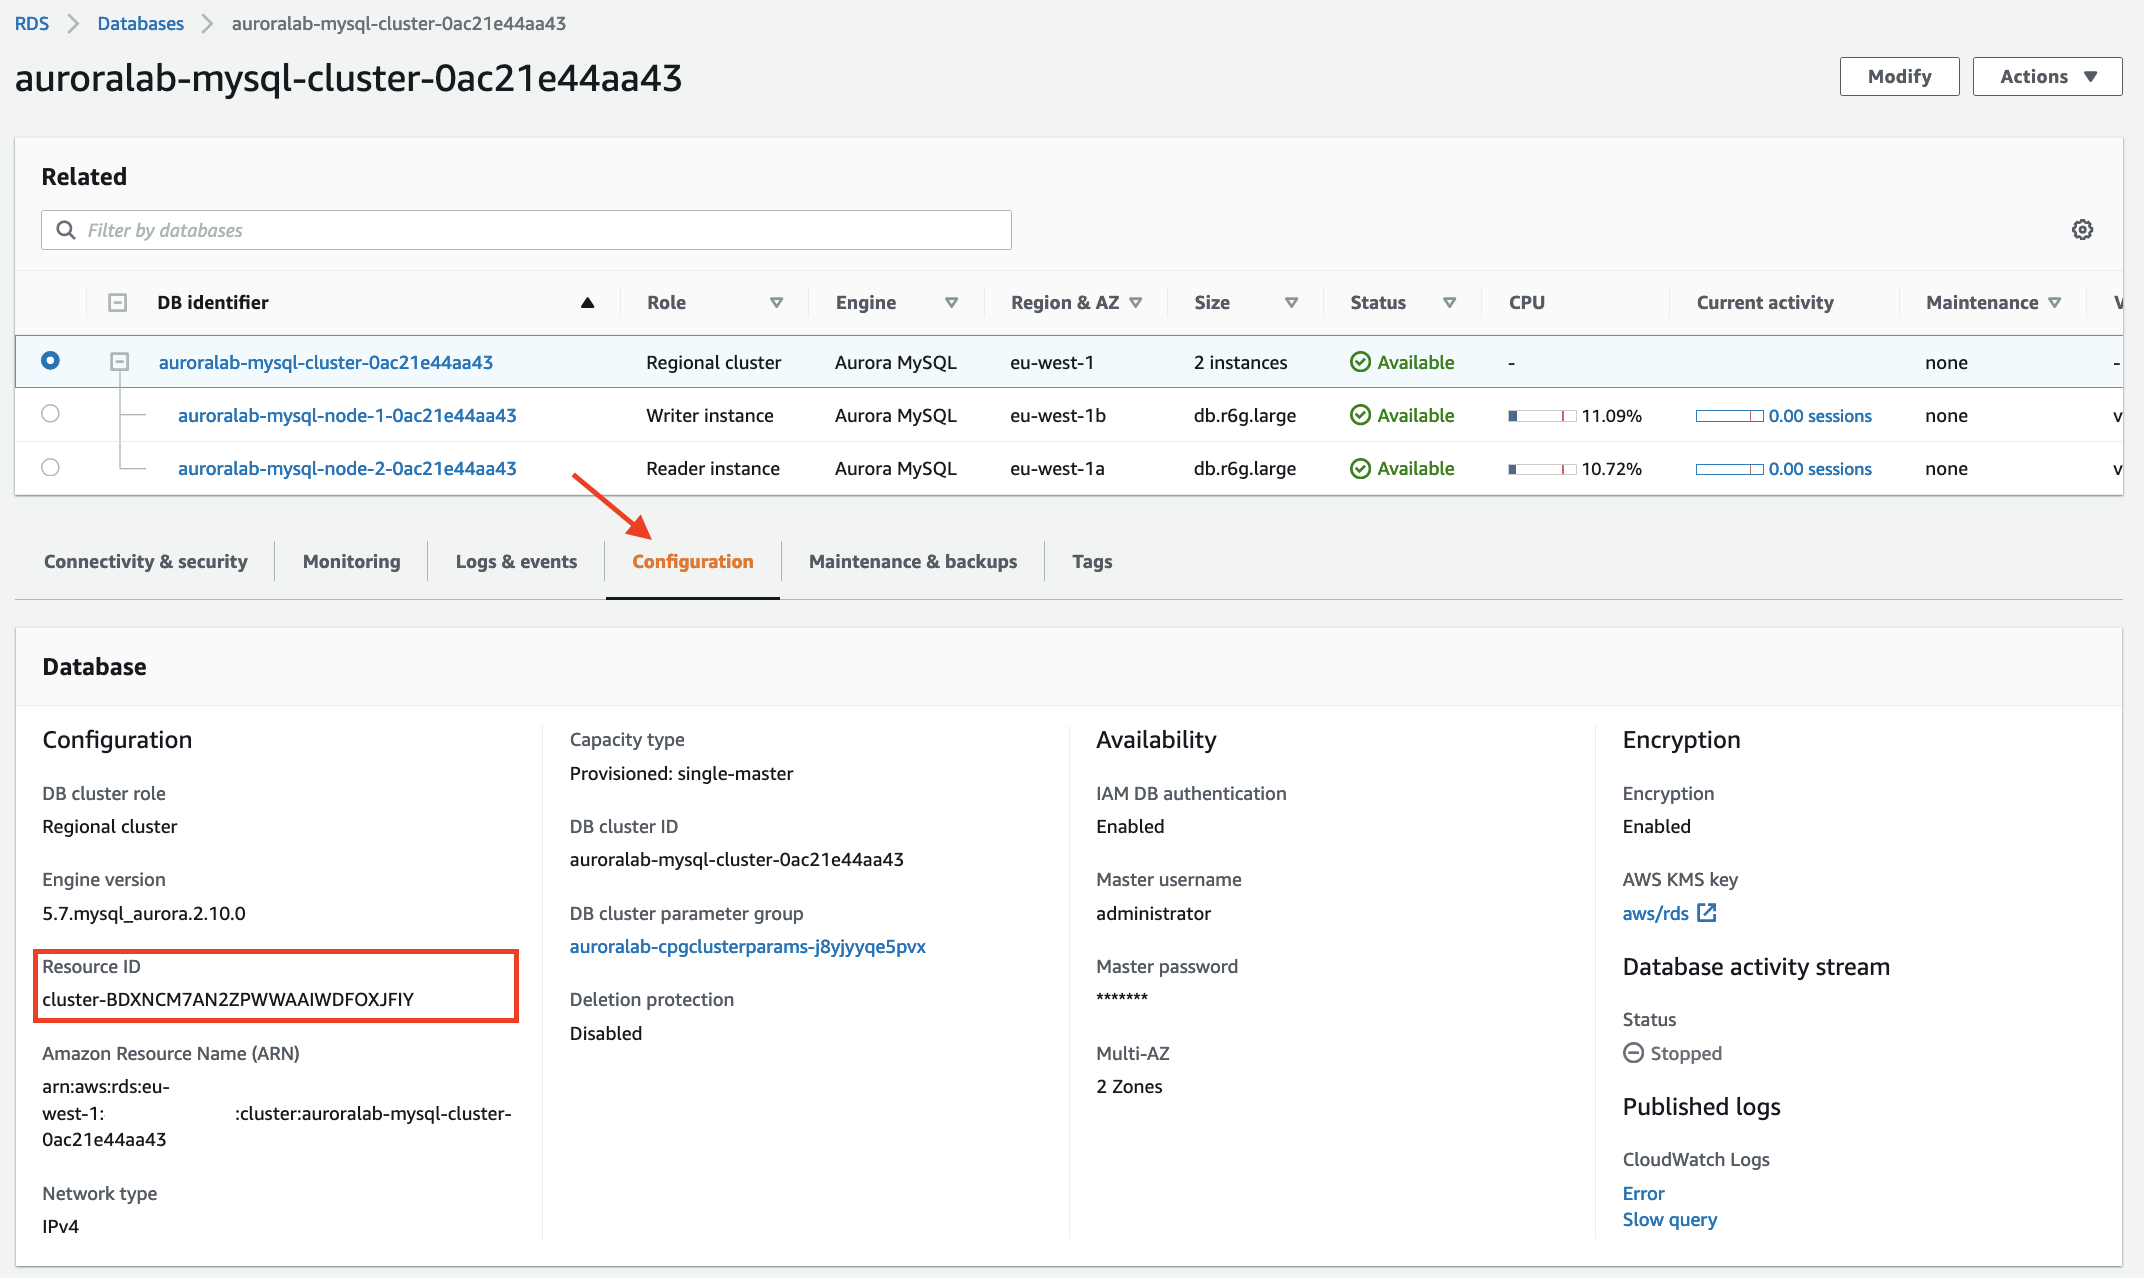 RDS > Databases > auroralab-mysql-cluster-0ac21e44aa43
auroralab-mysql-cluster-0ac21e44aa43
Modify
Actions
Related
Filter by databases
DB identifier Role Engine Region & AZ Size Status CPU Current activity Maintenance V
auroralab-mysql-cluster-0ac21e44aa43 Regional cluster Aurora MySQL eu-west-1 2 instances Available - none -
auroralab-mysql-node-1-0ac21e44aa43 Writer instance Aurora MySQL eu-west-1b db.r6g.large Available 11.09% 0.00 sessions none v
auroralab-mysql-node-2-0ac21e44aa43 Reader instance Aurora MySQL eu-west-1a db.r6g.large Available 10.72% 0.00 sessions none v
Connectivity & security Monitoring Logs & events Configuration Maintenance & backups Tags
Database
Configuration
DB cluster role
Regional cluster
Engine version
5.7.mysql_aurora.2.10.0
Resource ID
cluster-BDXNCM7AN2ZPWWAAIWDFOXJFIY
Amazon Resource Name (ARN)
arn:aws:rds:eu-
west-1: :cluster:auroralab-mysql-cluster-
0ac21e44aa43
Network type
IPv4
Capacity type
Provisioned: single-master
DB cluster ID
auroralab-mysql-cluster-0ac21e44aa43
DB cluster parameter group
auroralab-cpgclusterparams-j8yjyyqe5pvx
Deletion protection
Disabled
Availability
IAM DB authentication
Enabled
Master username
administrator
Master password
*******
Multi-AZ
2 Zones
Encryption
Encryption
Enabled
AWS KMS key
aws/rds
Database activity stream
Status
Stopped
Published logs
CloudWatch Logs
Error
Slow query